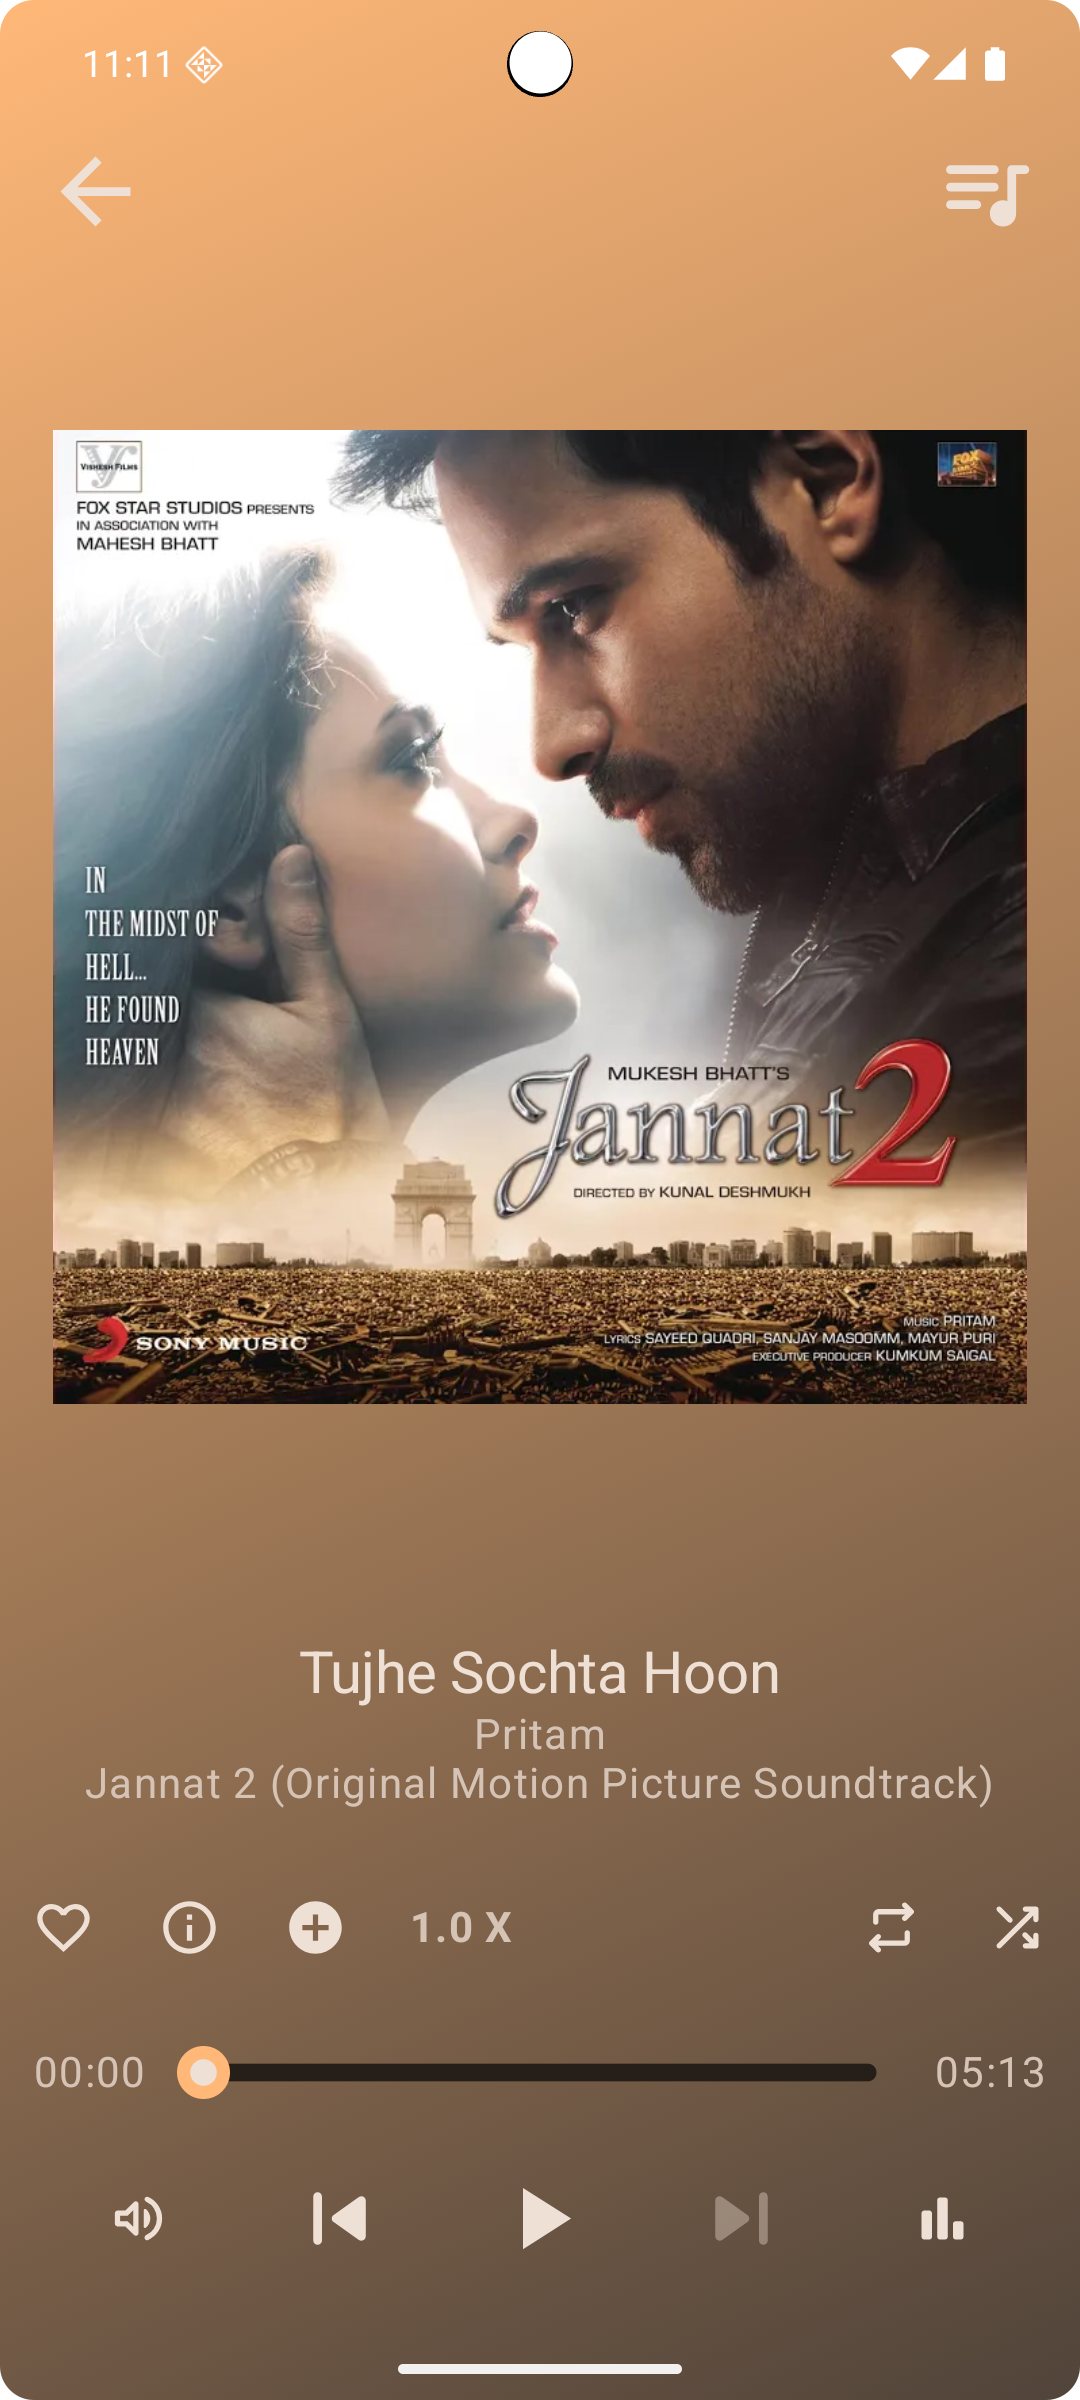 11:11
VISHESH FILMS
FOX STAR STUDIOS PRESENTS
IN ASSOCIATION WITH
MAHESH BHATT
FOX
STAR
IN
THE MIDST OF
HELL...
HE FOUND
HEAVEN
MUKESH BHATT'S
Jannat 2
DIRECTED BY KUNAL DESHMUKH
SONY MUSIC
MUSIC PRITAM
LYRICS SAYEED QUADRI, SANJAY MASOOMM, MAYUR PURI
EXECUTIVE PRODUCER KUMKUM SAIGAL
Tujhe Sochta Hoon
Pritam
Jannat 2 (Original Motion Picture Soundtrack)
1.0 X
00:00
05:13